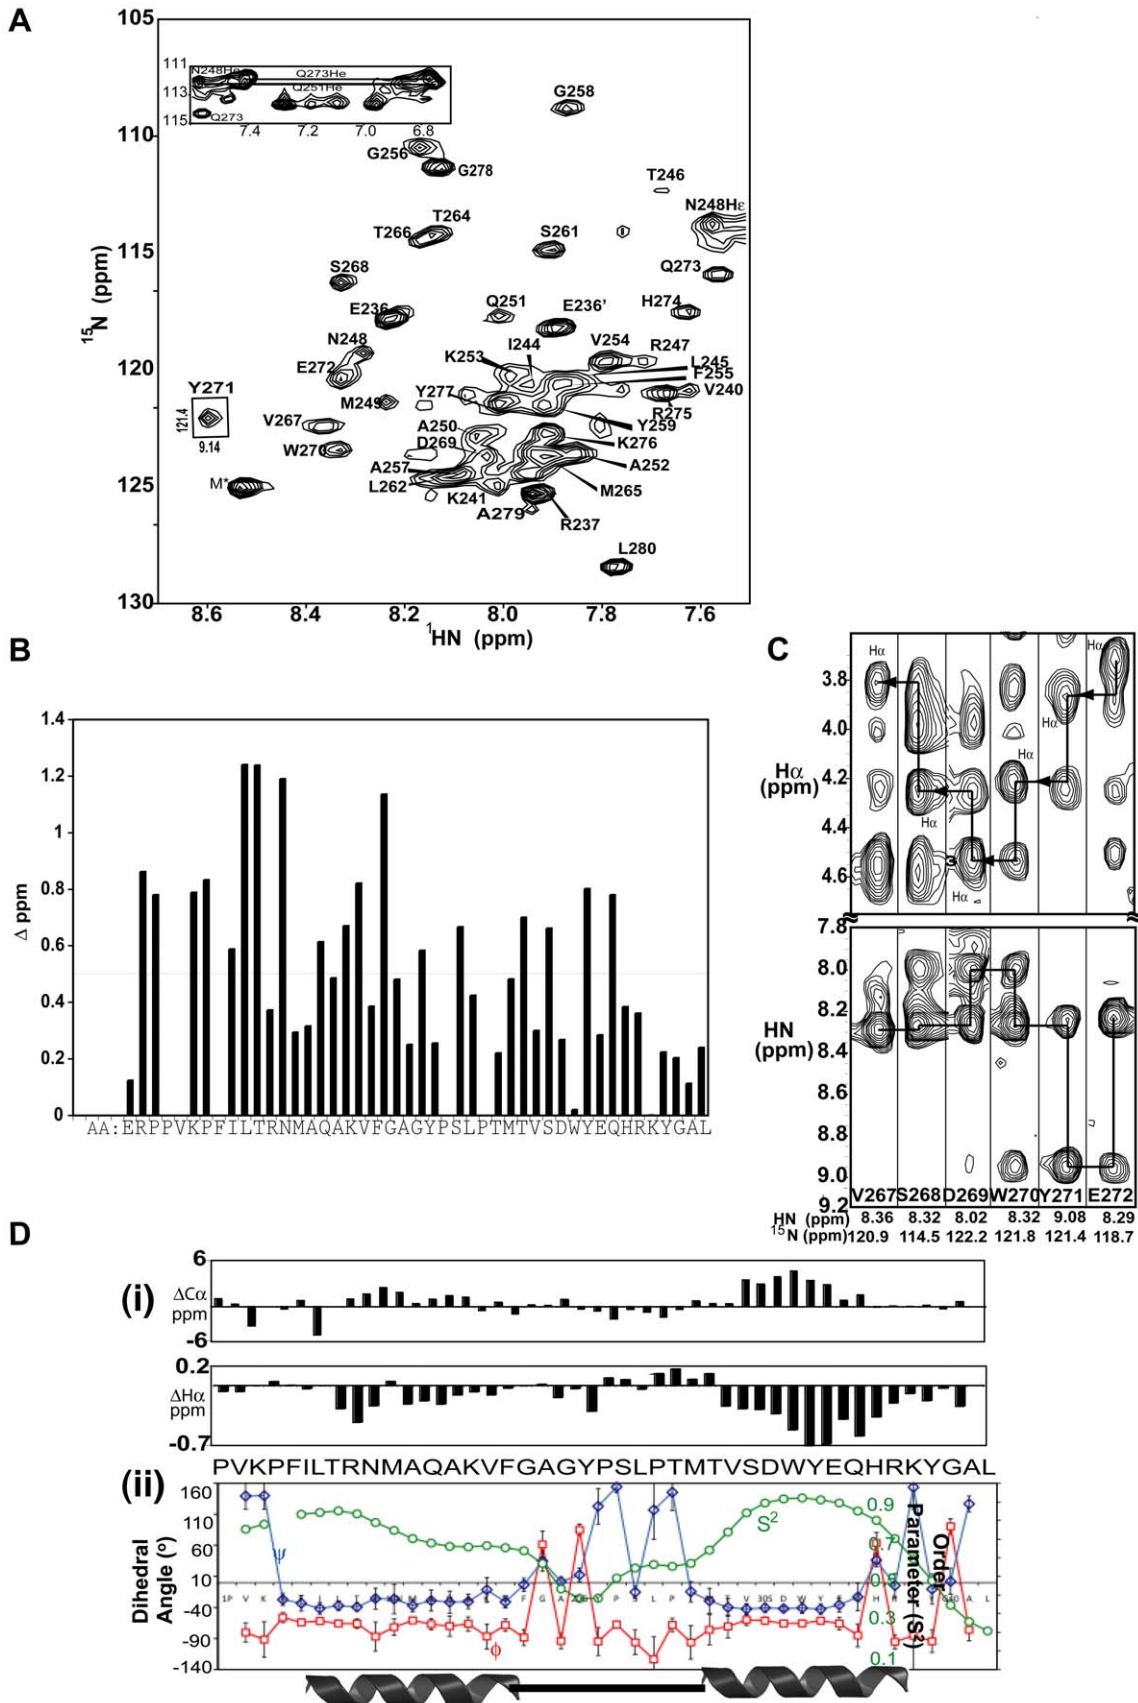 A
105
110
115
120
125
130
15N (ppm)
8.6 8.4 8.2 8.0 7.8 7.6
1HN (ppm)
111
113
115
7.4 7.2 7.0 6.8
N248He
Q273He
Q251He
Q273
G258
G256
G278
T246
N248Hε
T264
T266
S261
S268
Q273
E236
Q251
E236’
H274
N248
I244
V254
R247
K253
L245
E272
F255
Y271
Y277
V240
M249
R275
121.4
9.14
V267
A250
Y259
D269
K276
W270
A257
A252
M*
L262
K241
M265
A279
R237
L280
B
1.4
1.2
1
0.8
0.6
0.4
0.2
0
Δ ppm
AA:ERPPVKPFILTRNMAQAKVFGAGYPSLPTMTVSDWYEQHRKYGAL
C
3.8
4.0
4.2
4.4
4.6
Hα
(ppm)
Hα
Hα
Hα
Hα
Hα
Hα
7.8
8.0
8.2
8.4
8.6
8.8
9.0
9.2
HN
(ppm)
V267 S268 D269 W270 Y271 E272
HN (ppm) 8.36 8.32 8.02 8.32 9.08 8.29
15N (ppm) 120.9 114.5 122.2 121.8 121.4 118.7
D
(i)
6
ΔCα
ppm
-6
0.2
ΔHα
ppm
-0.7
PVKPFILTRNMAQAKVFGAGYPSLPTMTVSDWYEQHRKYGAL
(ii)
160
110
60
10
-40
-90
-140
Dihedral
Angle (º)
ψ
ϕ
S2
0.9
0.7
0.5
0.3
0.1
Order
Parameter (S2)